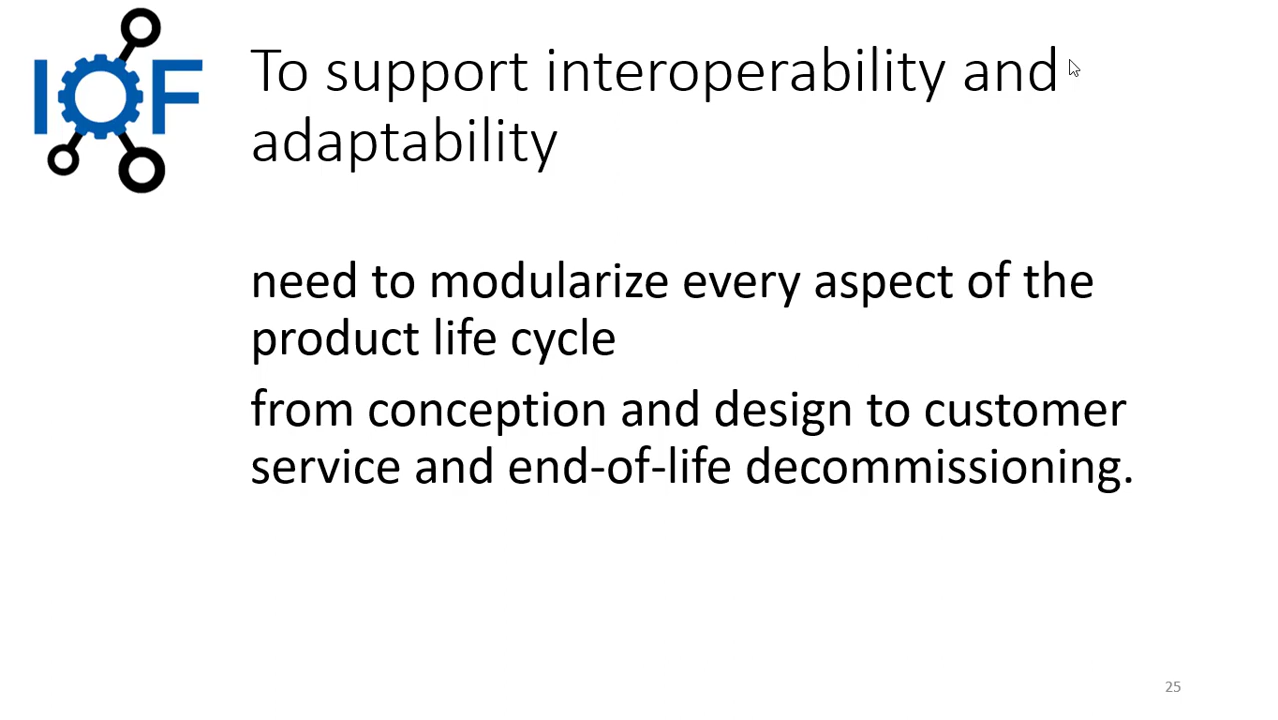 IOF
To support interoperability and
adaptability
need to modularize every aspect of the
product life cycle
from conception and design to customer
service and end-of-life decommissioning.
25